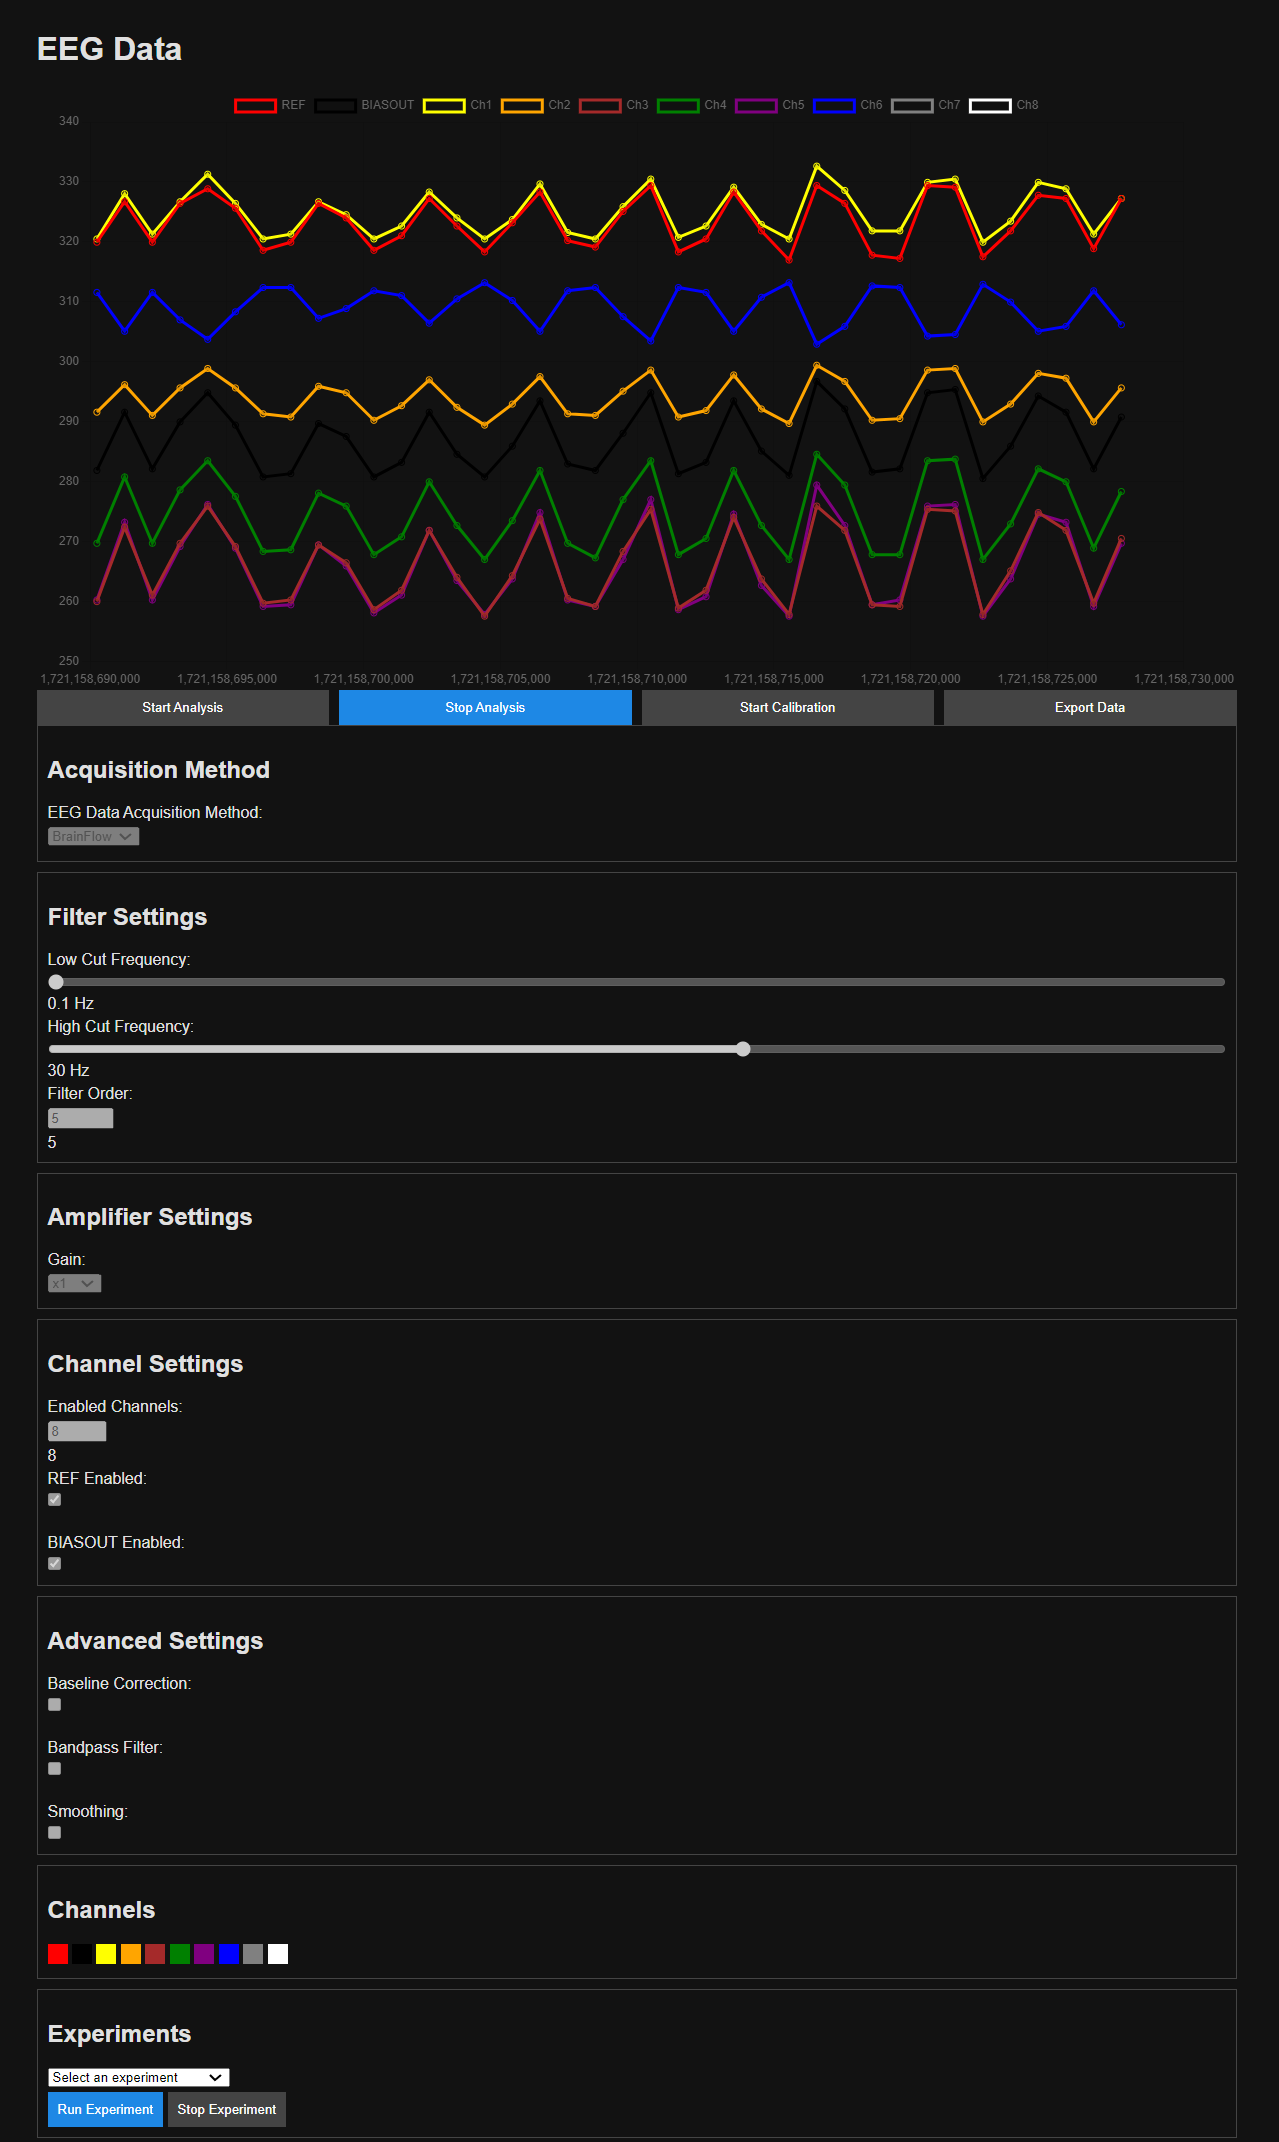 EEG Data
REF BIASOUT Ch1 Ch2 Ch3 Ch4 Ch5 Ch6 Ch7 Ch8
340
330
320
310
300
290
280
270
260
250
1,721,158,690,000 1,721,158,695,000 1,721,158,700,000 1,721,158,705,000 1,721,158,710,000 1,721,158,715,000 1,721,158,720,000 1,721,158,725,000 1,721,158,730,000
Start Analysis Stop Analysis Start Calibration Export Data
Acquisition Method
EEG Data Acquisition Method:
BrainFlow
Filter Settings
Low Cut Frequency:
0.1 Hz
High Cut Frequency:
30 Hz
Filter Order:
5
5
Amplifier Settings
Gain:
x1
Channel Settings
Enabled Channels:
8
8
REF Enabled:
BIASOUT Enabled:
Advanced Settings
Baseline Correction:
Bandpass Filter:
Smoothing:
Channels
Experiments
Select an experiment
Run Experiment Stop Experiment